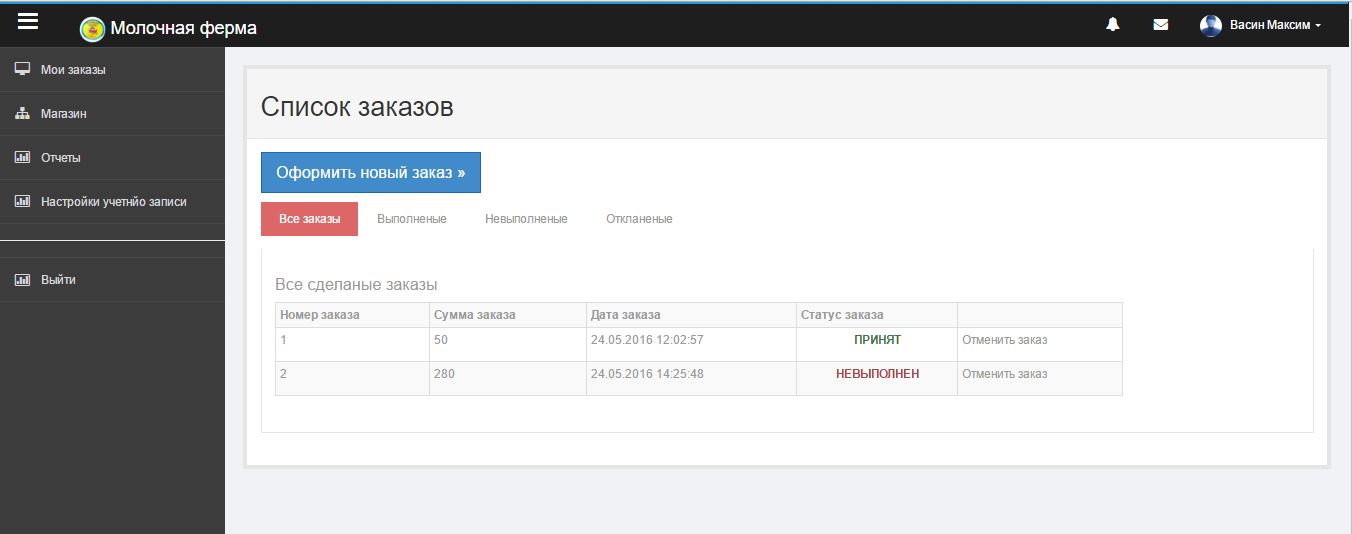 Молочная ферма
Васин Максим
Мои заказы
Магазин
Отчеты
Настройки учетнйо записи
Выйти
Список заказов
Оформить новый заказ »
Все заказы Выполненые Невыполненые Откланеные
Все сделаные заказы
Номер заказа Сумма заказа Дата заказа Статус заказа
1 50 24.05.2016 12:02:57 ПРИНЯТ Отменить заказ
2 280 24.05.2016 14:25:48 НЕВЫПОЛНЕН Отменить заказ